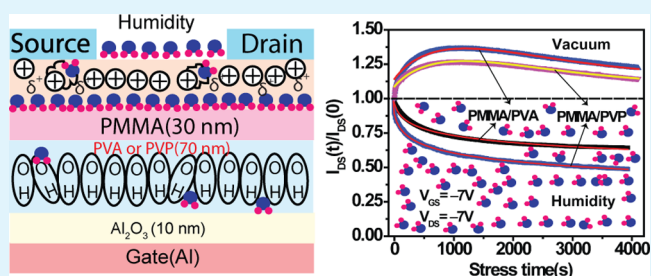 Humidity
Source
Drain
δ+
δ-
δ-
δ+
PMMA(30 nm)
PVA or PVP(70 nm)
O O O O O O O O O O O O
H H H H H H H H H H H H
Al2O3 (10 nm)
Gate(Al)
IDS(t)/IDS(0)
1.50
1.25
1.00
0.75
0.50
0.25
0.00
Vacuum
PMMA/PVA
PMMA/PVP
VGS=−7V
VDS=−7V
Humidity
0 1000 2000 3000 4000
Stress time(s)